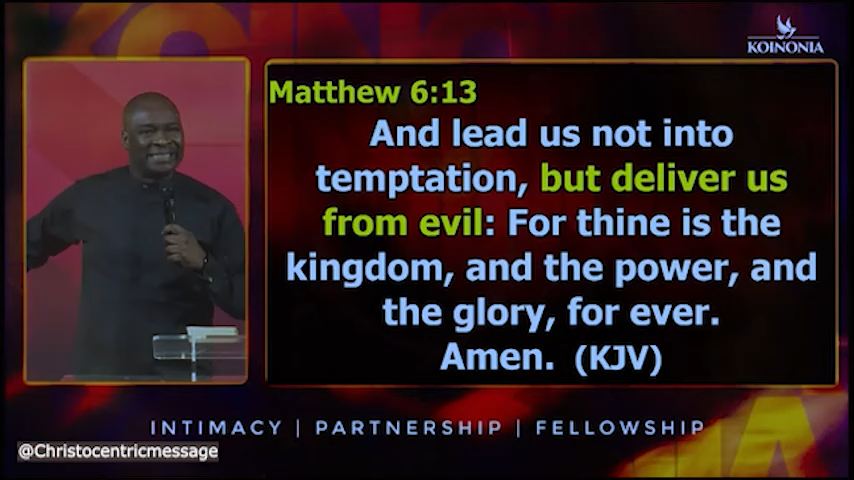 KOINONIA
Matthew 6:13
And lead us not into
temptation, but deliver us
from evil: For thine is the
kingdom, and the power, and
the glory, for ever.
Amen. (KJV)
INTIMACY | PARTNERSHIP | FELLOWSHIP
@Christocentricmessage